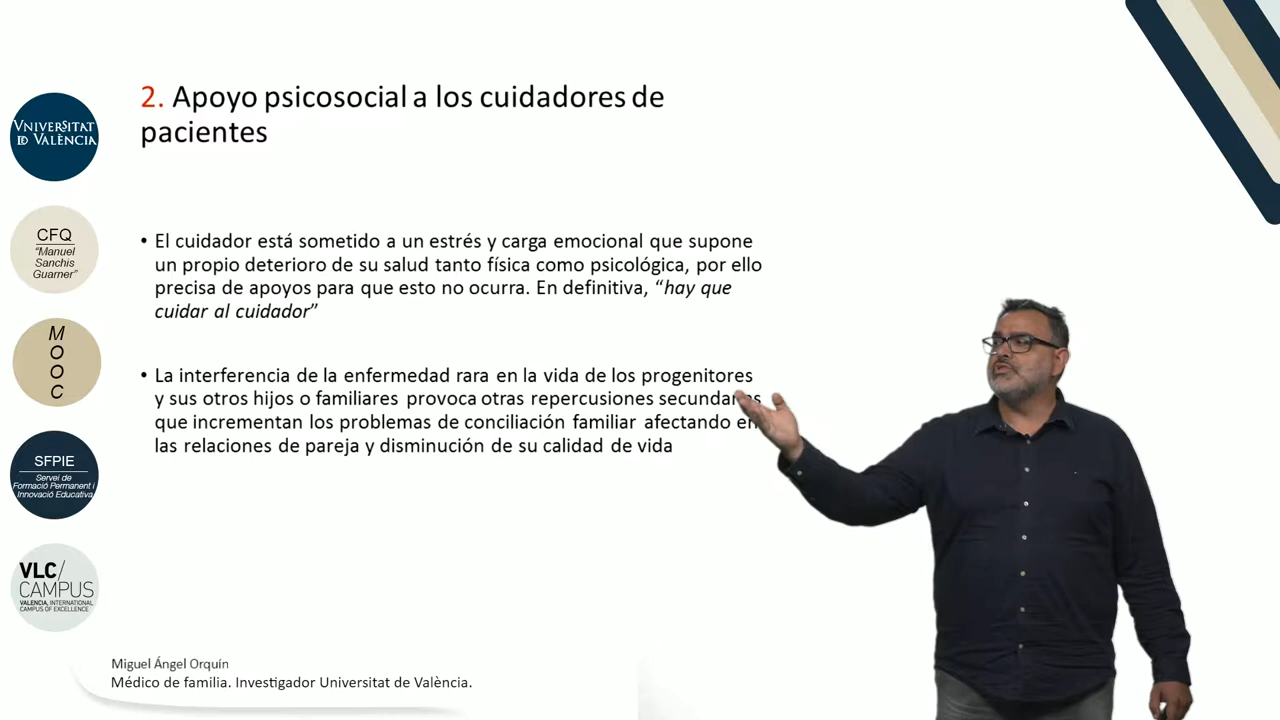 2. Apoyo psicosocial a los cuidadores de
pacientes
VNIVERSITAT
ID VALÈNCIA
CFQ
"Manuel
Sanchis
Guarner"
M
O
O
C
SFPIE
Servei de
Formació Permanent i
Innovació Educativa
VLC/
CAMPUS
VALENCIA, INTERNATIONAL
CAMPUS OF EXCELLENCE
• El cuidador está sometido a un estrés y carga emocional que supone
un propio deterioro de su salud tanto física como psicológica, por ello
precisa de apoyos para que esto no ocurra. En definitiva, “hay que
cuidar al cuidador”
• La interferencia de la enfermedad rara en la vida de los progenitores
y sus otros hijos o familiares provoca otras repercusiones secundarias
que incrementan los problemas de conciliación familiar afectando en
las relaciones de pareja y disminución de su calidad de vida
Miguel Ángel Orquín
Médico de familia. Investigador Universitat de València.